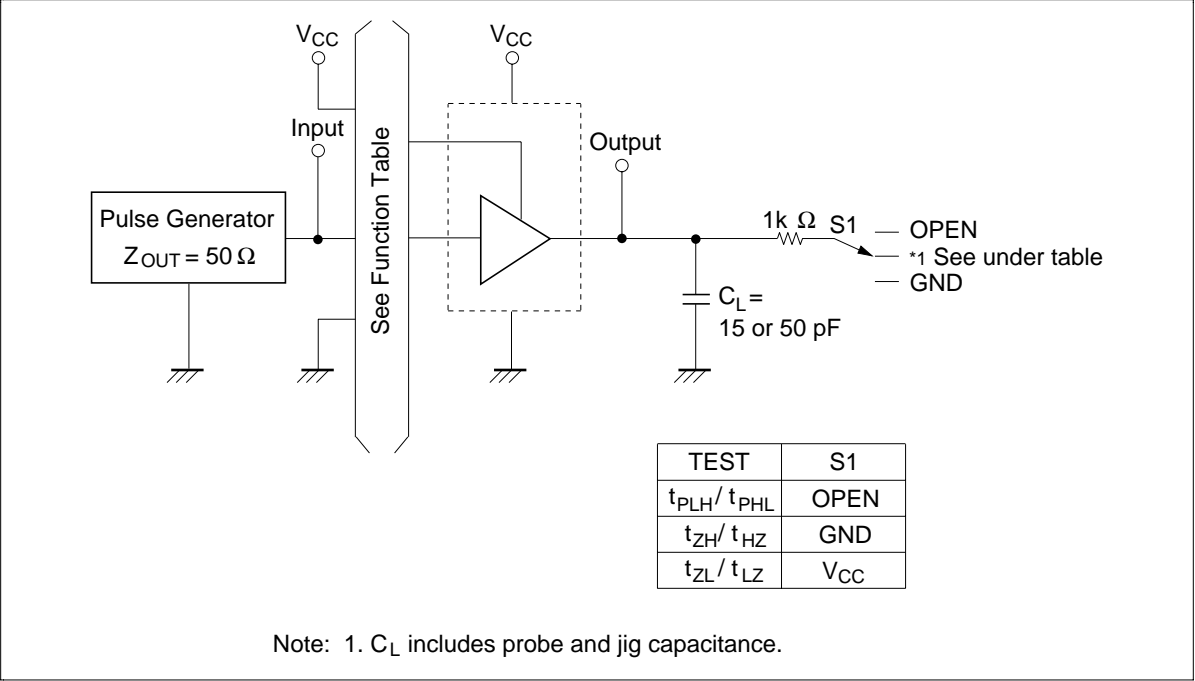 VCC
VCC
Input
See Function Table
Output
Pulse Generator
ZOUT = 50 Ω
1k Ω
S1
OPEN
*1 See under table
GND
CL =
15 or 50 pF
TEST S1
tPLH / tPHL OPEN
tZH / tHZ GND
tZL / tLZ VCC
Note: 1. CL includes probe and jig capacitance.